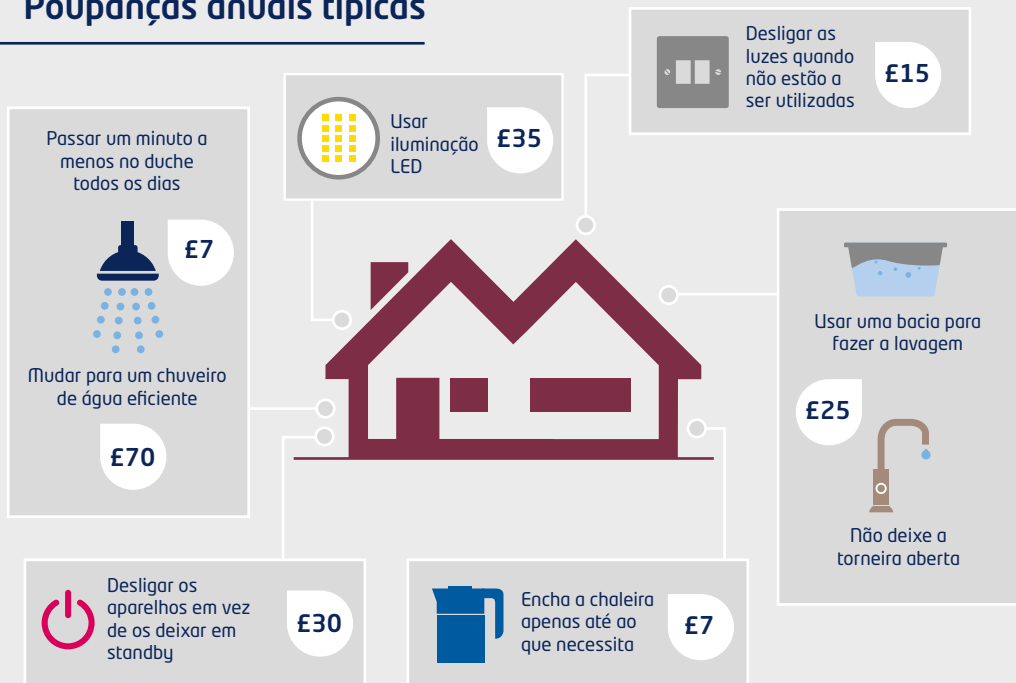 Poupanças anuais típicas
Passar um minuto a
menos no duche
todos os dias
£7
Mudar para um chuveiro
de água eficiente
£70
Usar
iluminação
LED
£35
Desligar as
luzes quando
não estão a
ser utilizadas
£15
Usar uma bacia para
fazer a lavagem
£25
Não deixe a
torneira aberta
Desligar os
aparelhos em vez
de os deixar em
standby
£30
Encha a chaleira
apenas até ao
que necessita
£7